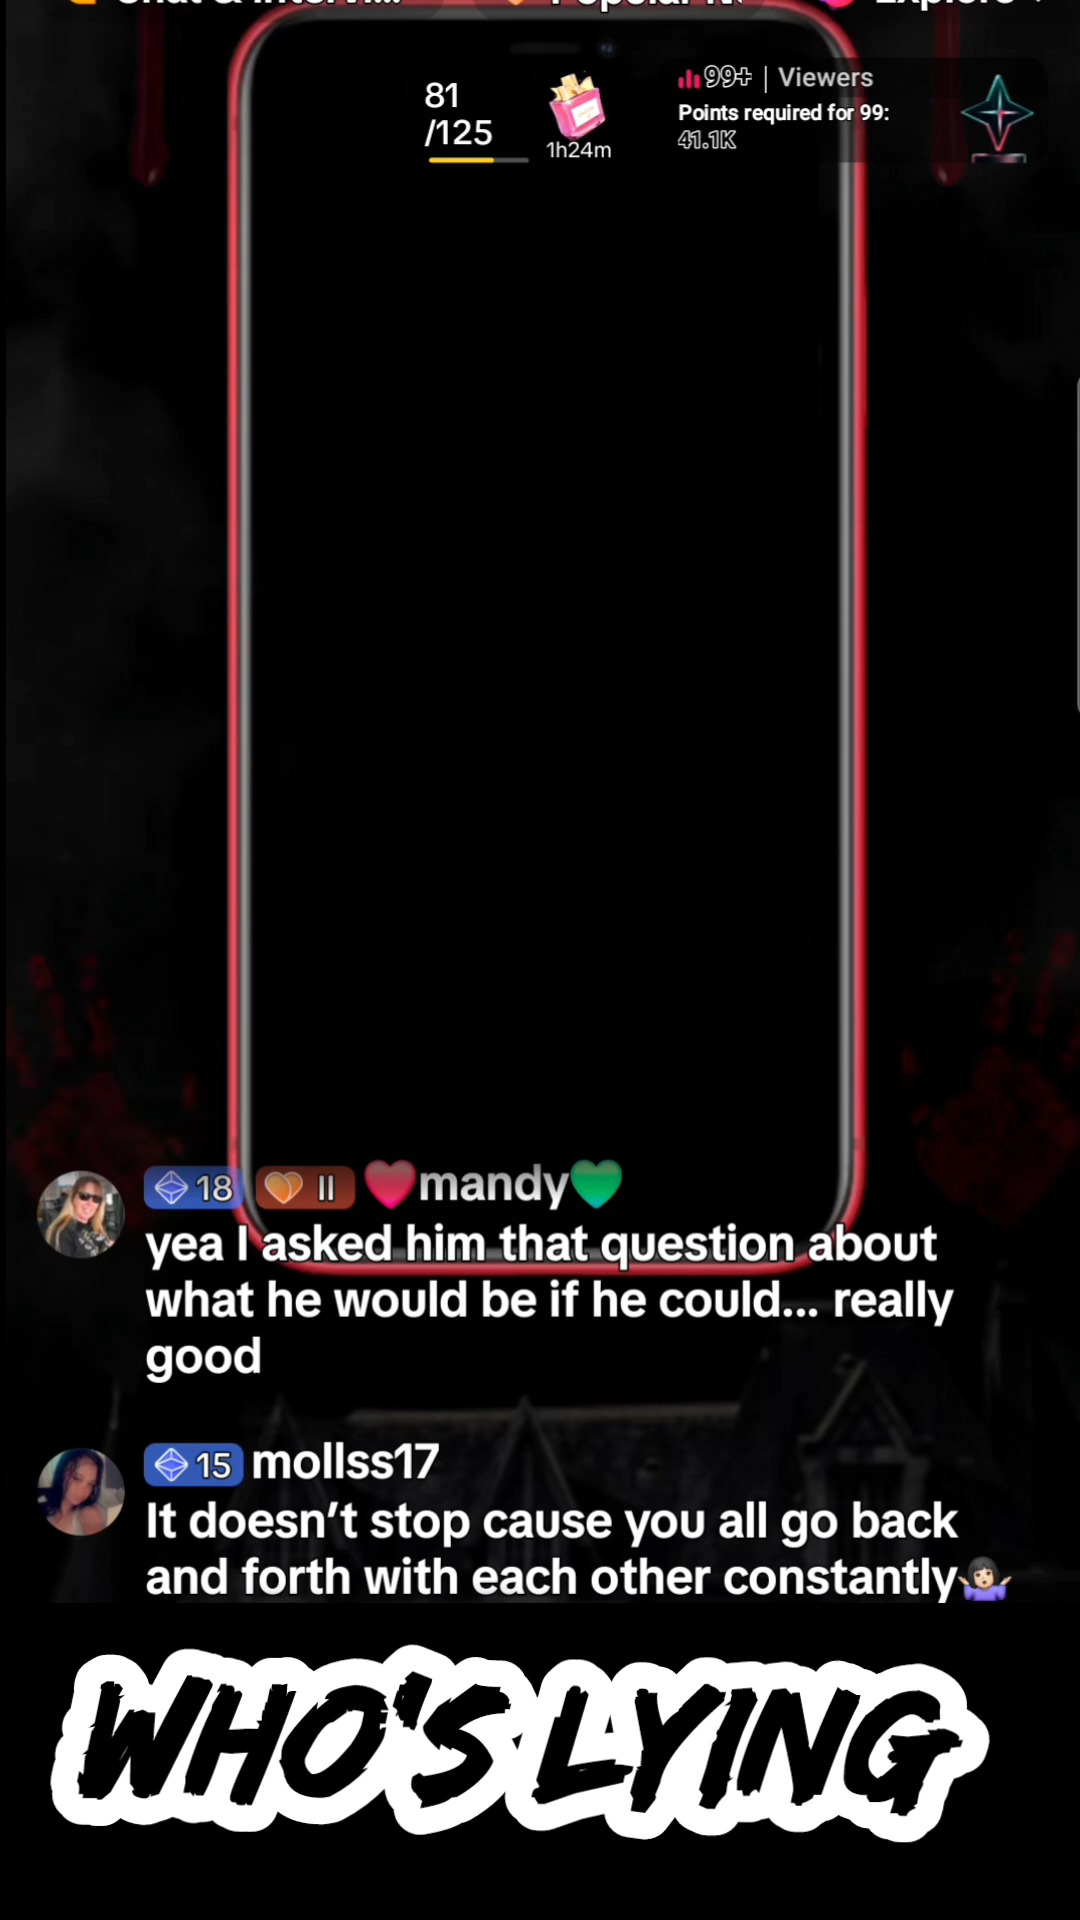 81
/125
1h24m
99+ | Viewers
Points required for 99:
41.1K
18 II ❤️mandy💚
yea I asked him that question about
what he would be if he could... really
good
15 mollss17
It doesn't stop cause you all go back
and forth with each other constantly🤷🏻‍♀️
WHO'S LYING